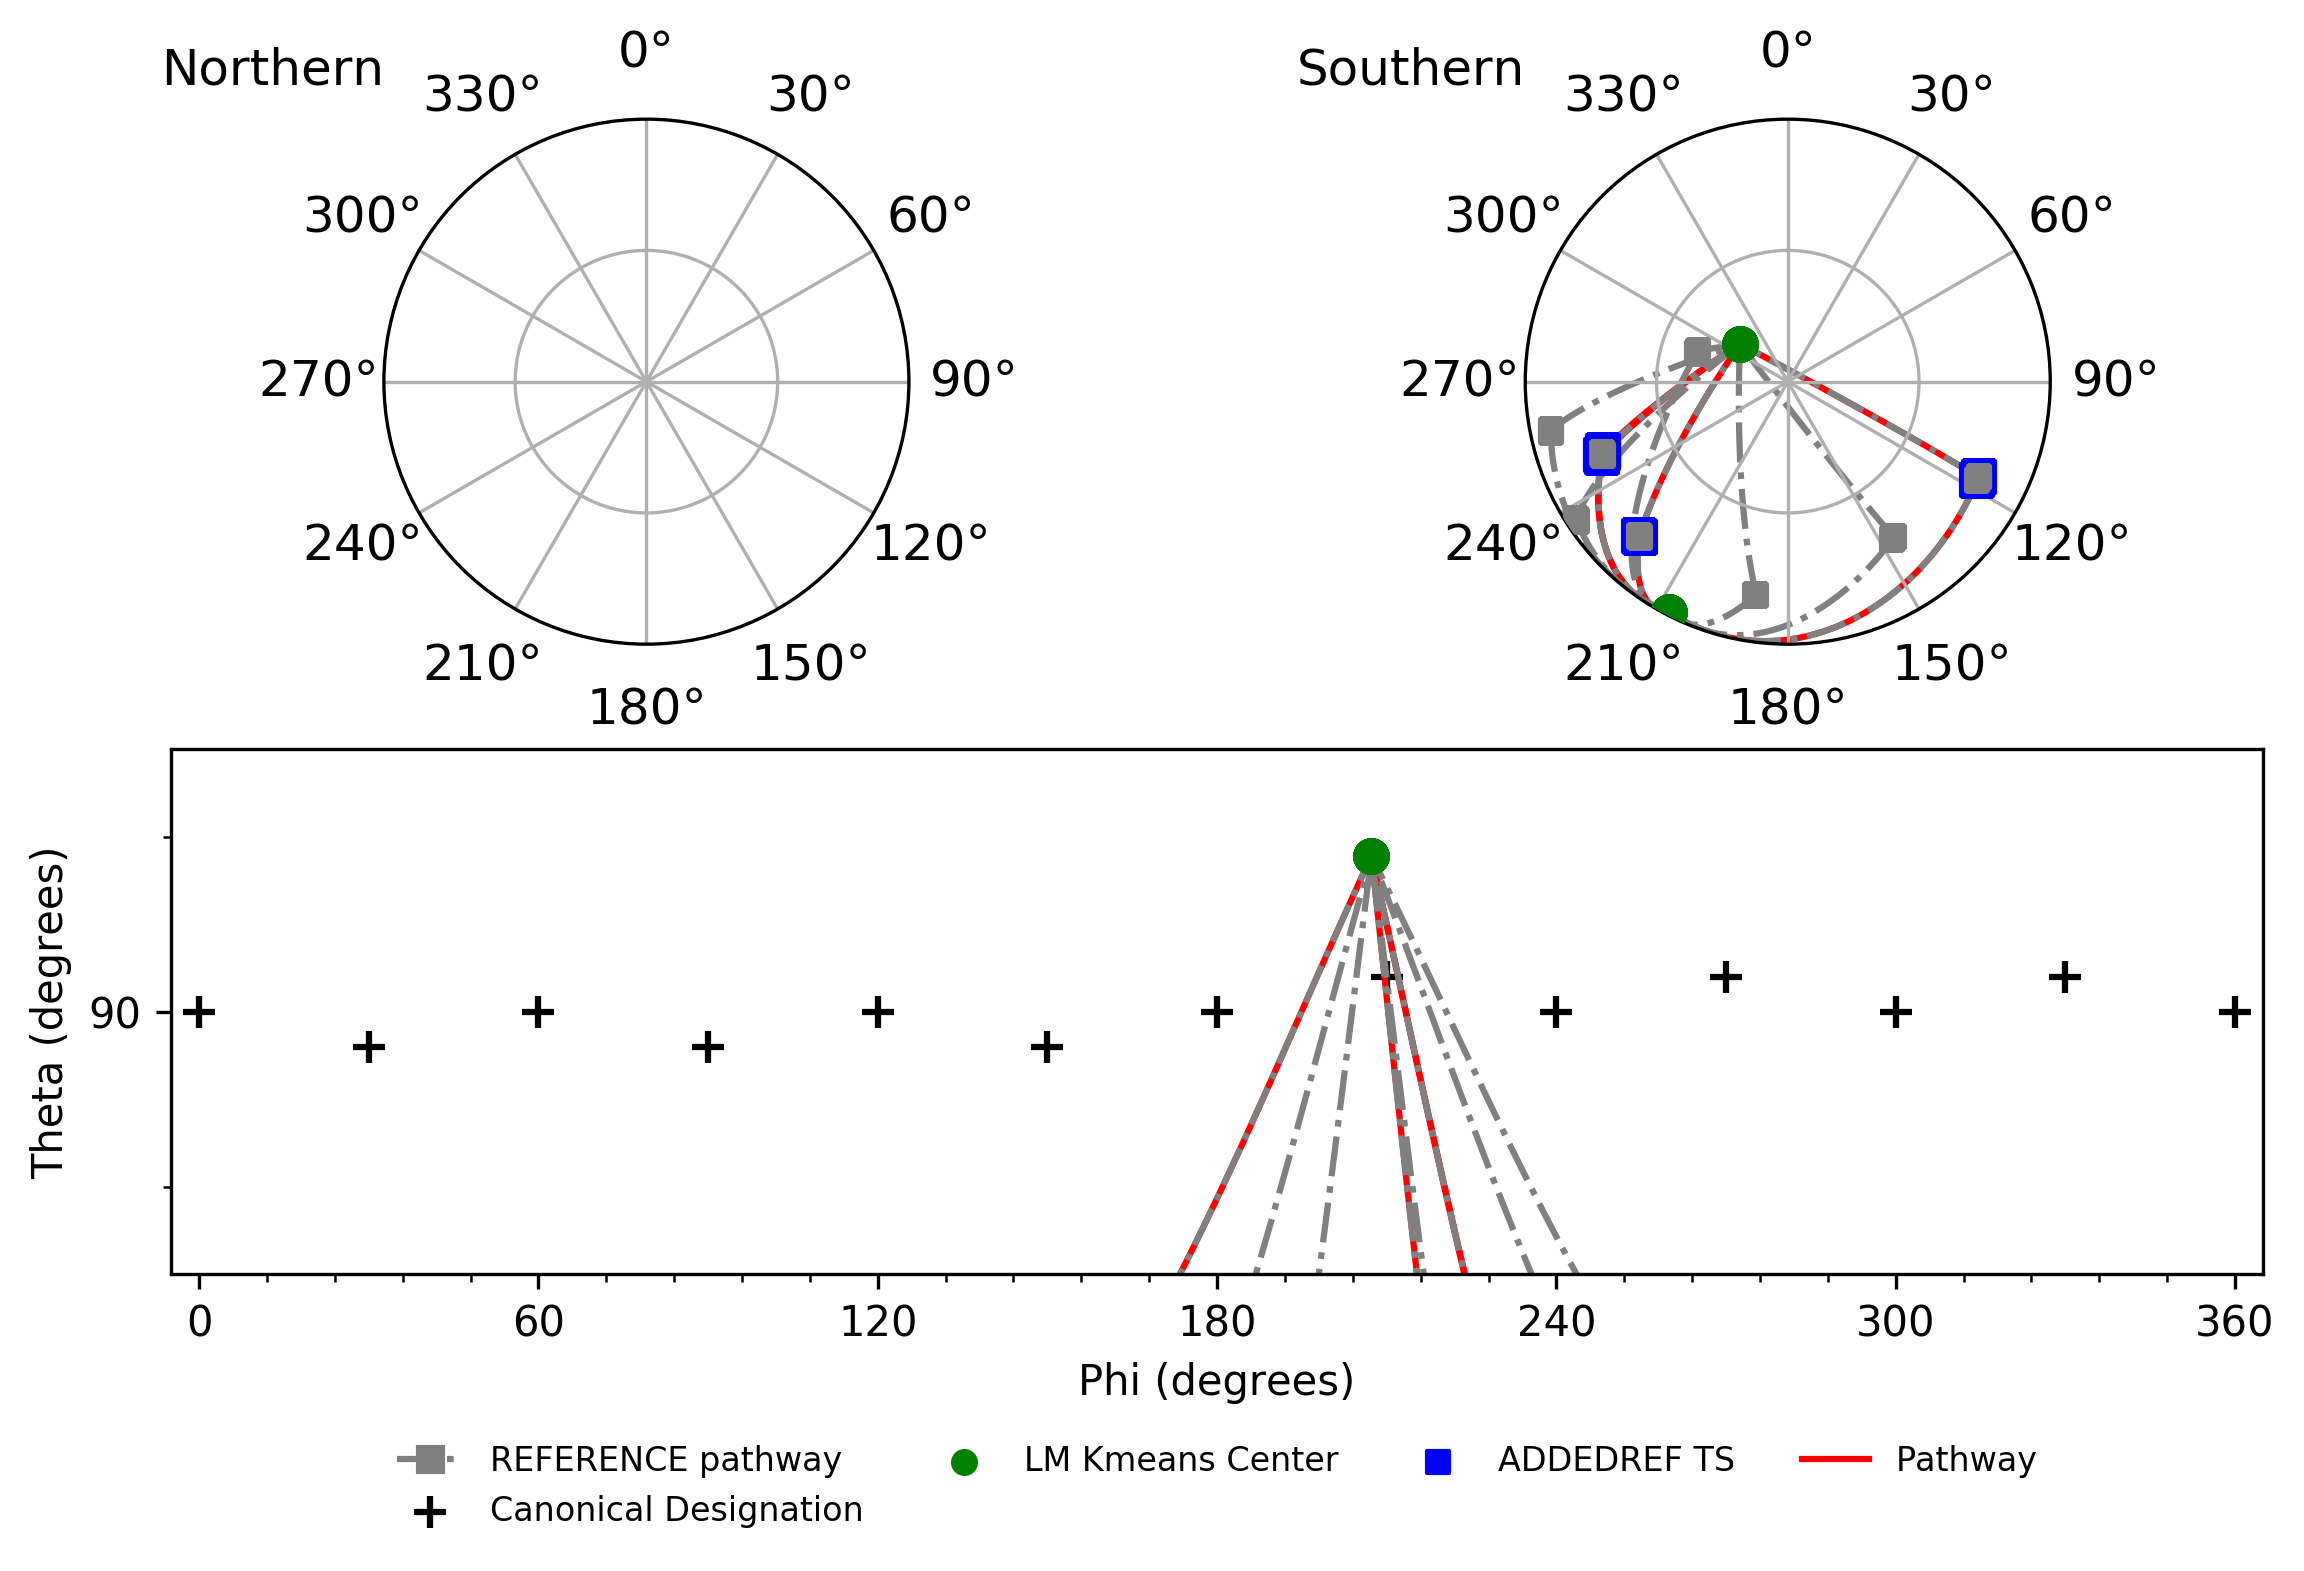 Northern
0°
330°
30°
300°
60°
270°
90°
240°
120°
210°
150°
180°
Southern
0°
330°
30°
300°
60°
270°
90°
240°
120°
210°
150°
180°
Theta (degrees)
90
0 60 120 180 240 300 360
Phi (degrees)
REFERENCE pathway
Canonical Designation
LM Kmeans Center
ADDEDREF TS
Pathway